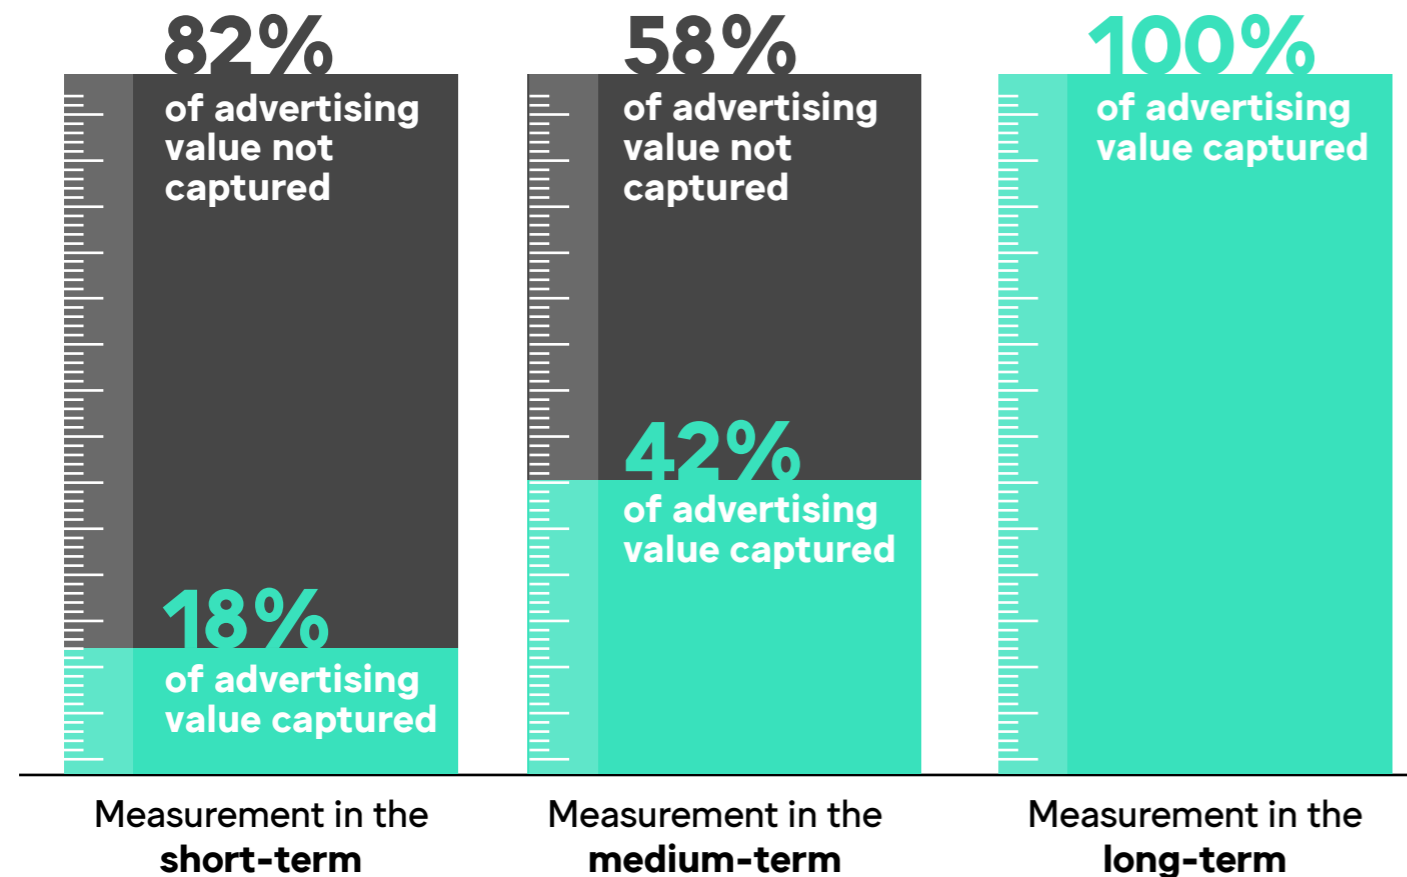 82%
of advertising
value not
captured
18%
of advertising
value captured
Measurement in the
short-term
58%
of advertising
value not
captured
42%
of advertising
value captured
Measurement in the
medium-term
100%
of advertising
value captured
Measurement in the
long-term